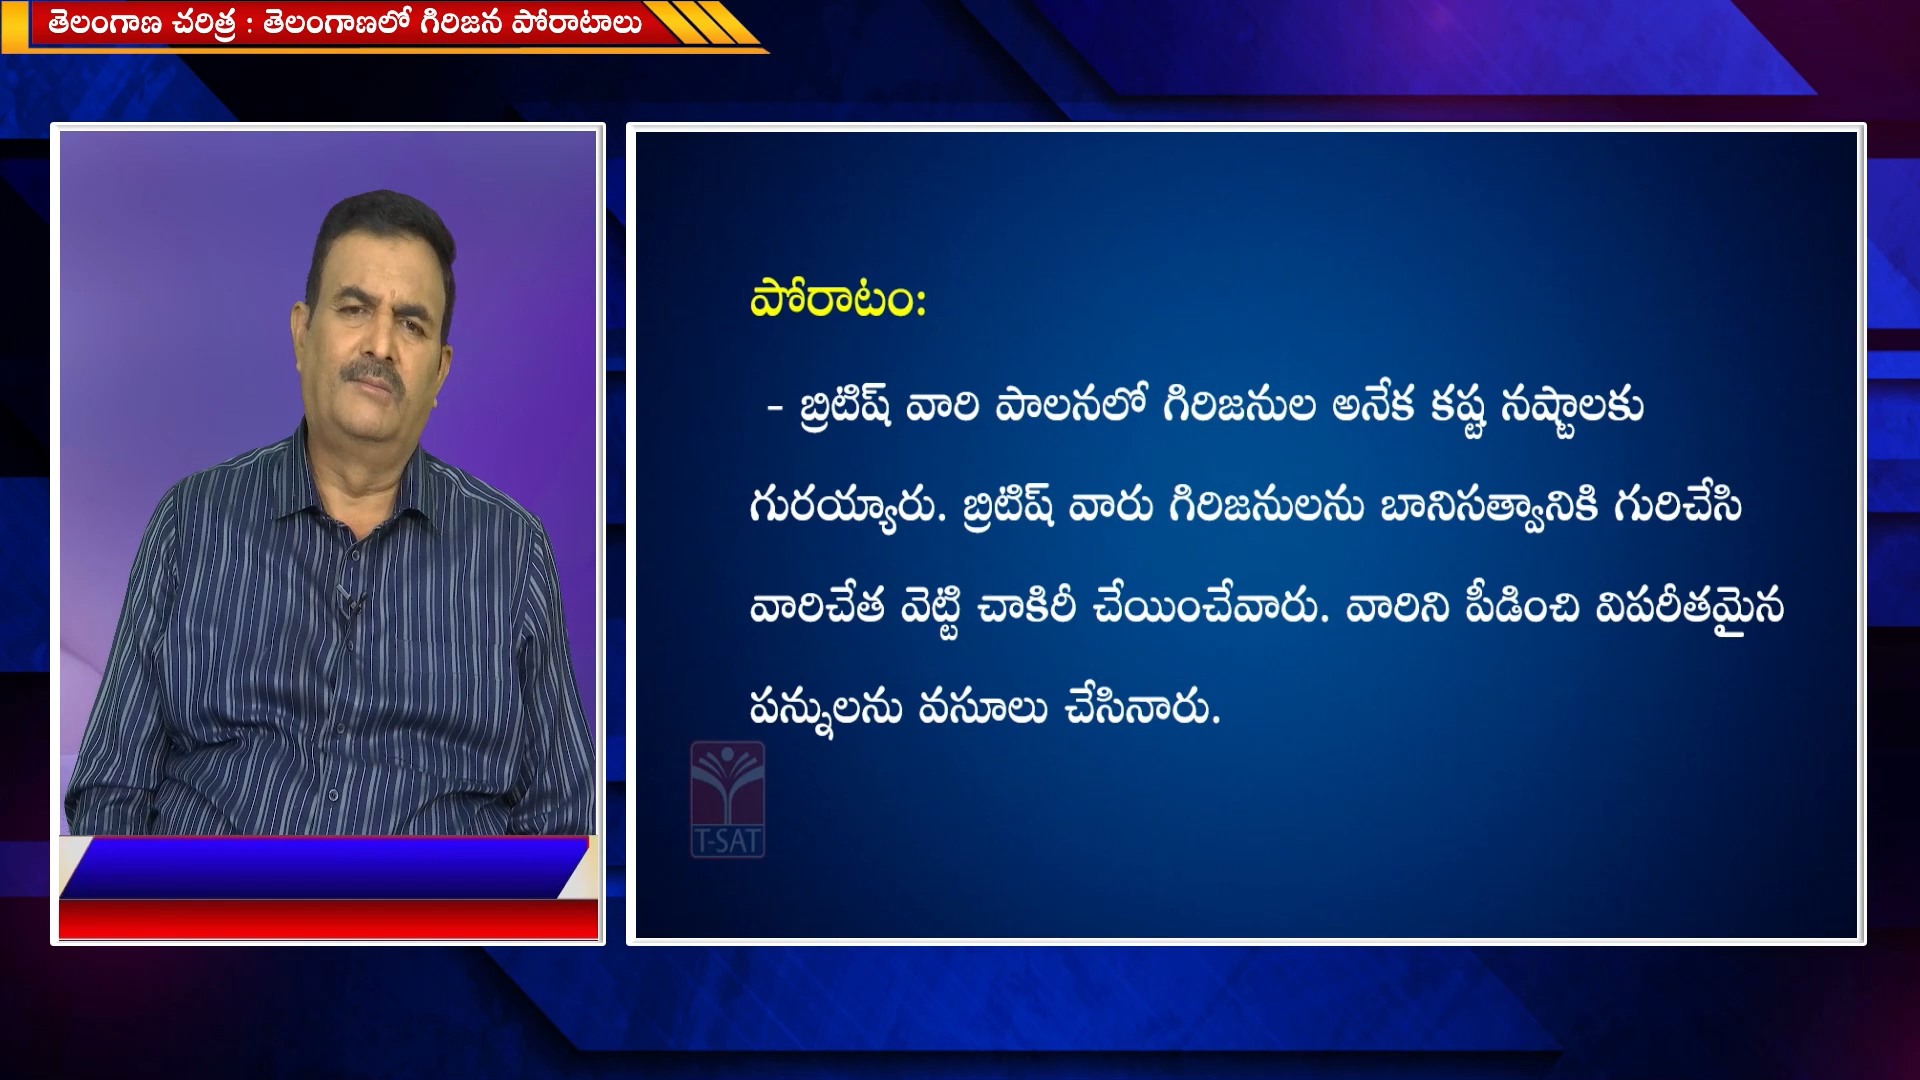 తెలంగాణ చరిత్ర : తెలంగాణలో గిరిజన పోరాటాలు
పోరాటం:
- బ్రిటిష్ వారి పాలనలో గిరిజనుల అనేక కష్ట నష్టాలకు
గురయ్యారు. బ్రిటిష్ వారు గిరిజనులను బానిసత్వానికి గురిచేసి
వారిచేత వెట్టి చాకిరీ చేయించేవారు. వారిని పీడించి విపరీతమైన
పన్నులను వసూలు చేసినారు.
T-SAT